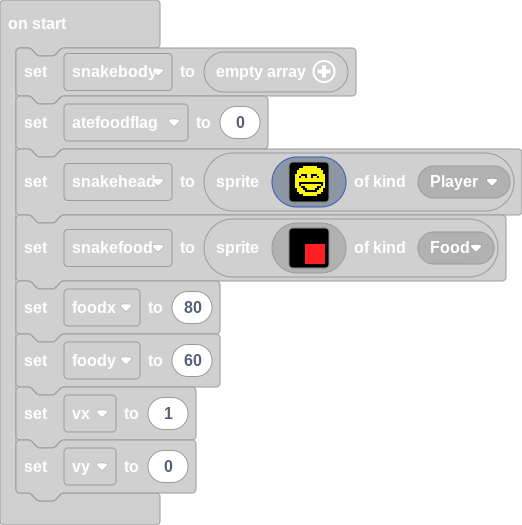 on start
set snakebody to empty array
set atefoodflag to 0
set snakehead to sprite of kind Player
set snakefood to sprite of kind Food
set foodx to 80
set foody to 60
set vx to 1
set vy to 0